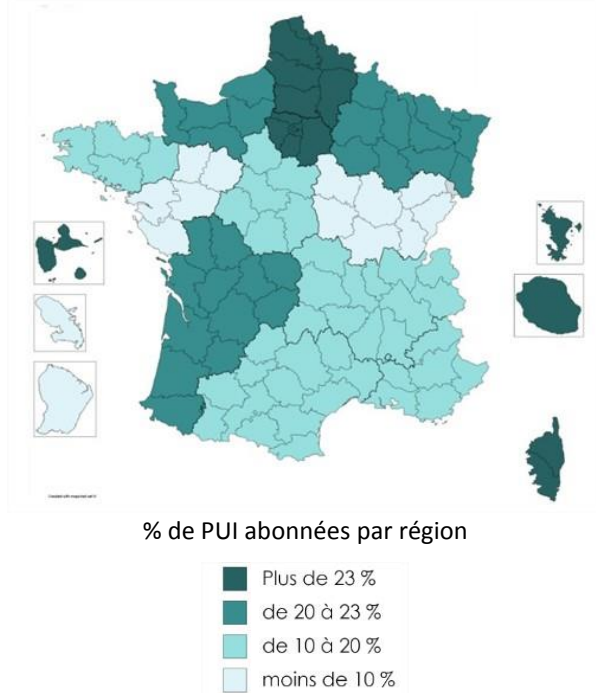 % de PUI abonnées par région
Plus de 23 %
de 20 à 23 %
de 10 à 20 %
moins de 10 %